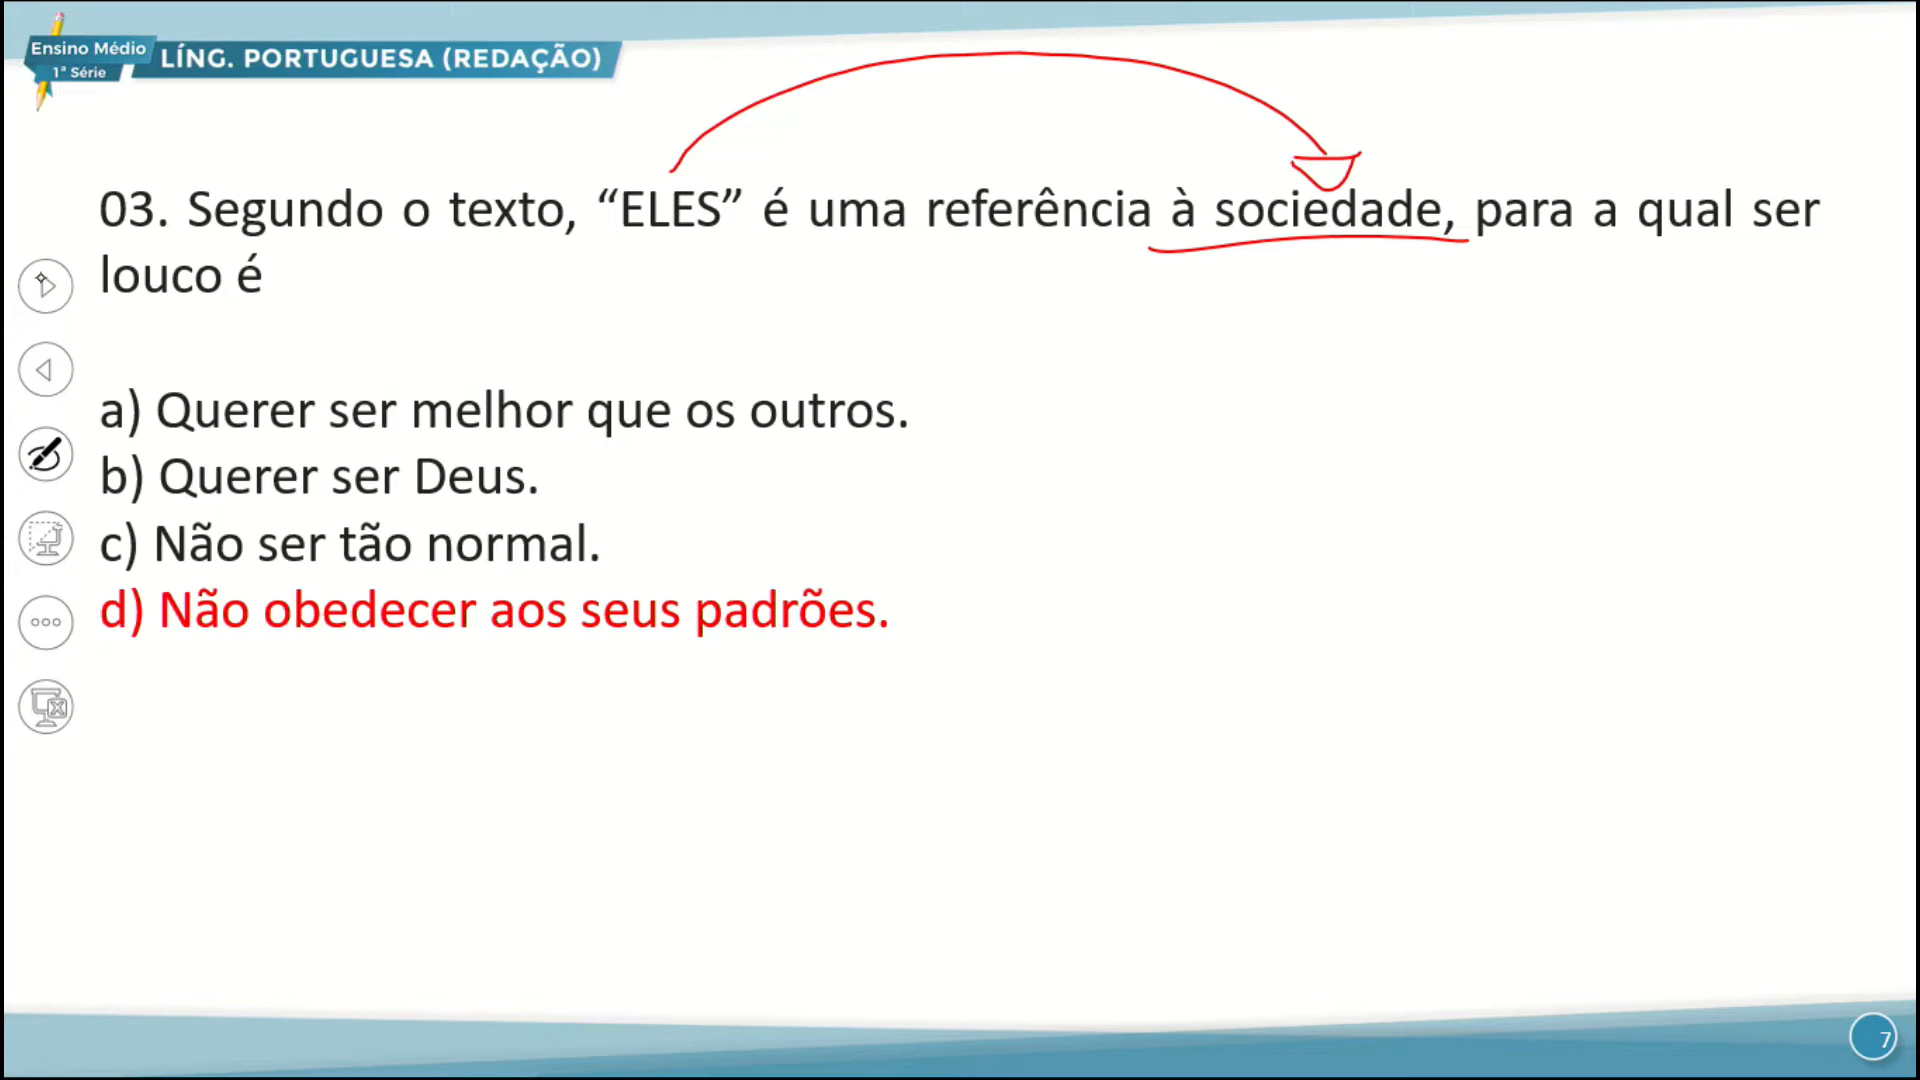 Ensino Médio
1ª Série
LÍNG. PORTUGUESA (REDAÇÃO)
03. Segundo o texto, “ELES” é uma referência à sociedade, para a qual ser
louco é
a) Querer ser melhor que os outros.
b) Querer ser Deus.
c) Não ser tão normal.
d) Não obedecer aos seus padrões.
7